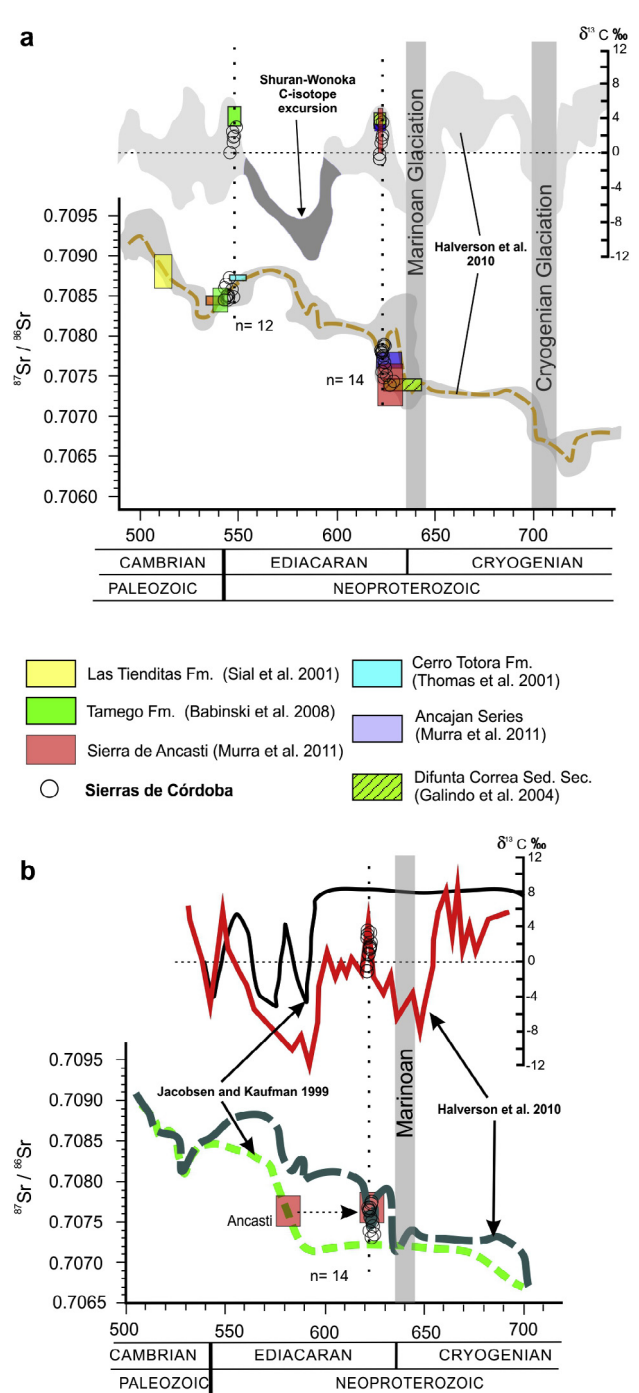 a
δ¹³ C ‰
12
8
4
0
-4
-8
-12
Shuran-Wonoka
C-isotope
excursion
Marinoan Glaciation
Cryogenian Glaciation
Halverson et al.
2010
0.7095
0.7090
0.7085
0.7080
0.7075
0.7070
0.7065
0.7060
⁸⁷Sr / ⁸⁶Sr
n= 12
n= 14
500 550 600 650 700
CAMBRIAN EDIACARAN CRYOGENIAN
PALEOZOIC NEOPROTEROZOIC
Las Tienditas Fm. (Sial et al. 2001)
Tamego Fm. (Babinski et al. 2008)
Sierra de Ancasti (Murra et al. 2011)
Sierras de Córdoba
Cerro Totora Fm.
(Thomas et al. 2001)
Ancajan Series
(Murra et al. 2011)
Difunta Correa Sed. Sec.
(Galindo et al. 2004)
b
δ¹³ C ‰
12
8
4
0
-4
-8
-12
Marinoan
Jacobsen and Kaufman 1999
Halverson et al. 2010
0.7095
0.7090
0.7085
0.7080
0.7075
0.7070
0.7065
⁸⁷Sr / ⁸⁶Sr
Ancasti
n= 14
500 550 600 650 700
CAMBRIAN EDIACARAN CRYOGENIAN
PALEOZOIC NEOPROTEROZOIC